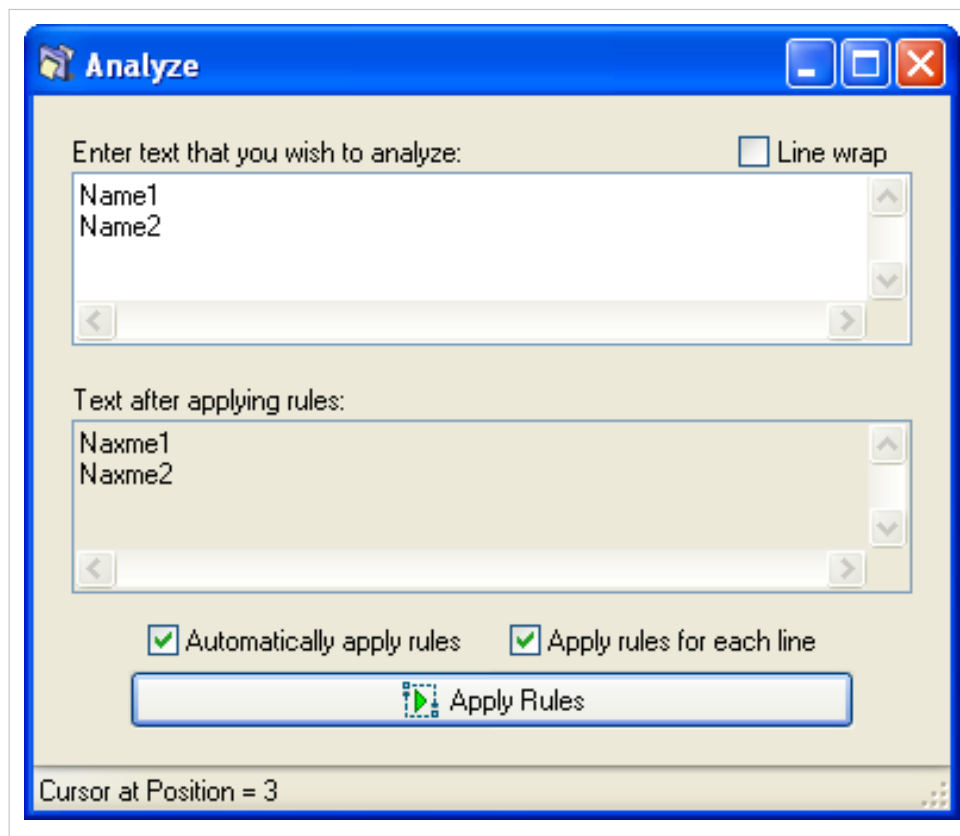 Analyze
Enter text that you wish to analyze: Line wrap
Name1
Name2
Text after applying rules:
Naxme1
Naxme2
Automatically apply rules Apply rules for each line
Apply Rules
Cursor at Position = 3